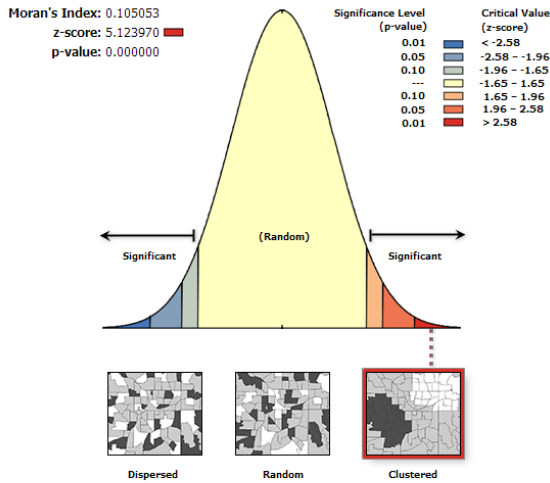 Moran's Index: 0.105053
z-score: 5.123970
p-value: 0.000000
Significance Level
(p-value)
Critical Value
(z-score)
0.01 < -2.58
0.05 -2.58 – -1.96
0.10 -1.96 – -1.65
--- -1.65 – 1.65
0.10 1.65 – 1.96
0.05 1.96 – 2.58
0.01 > 2.58
(Random)
Significant
Significant
Dispersed
Random
Clustered